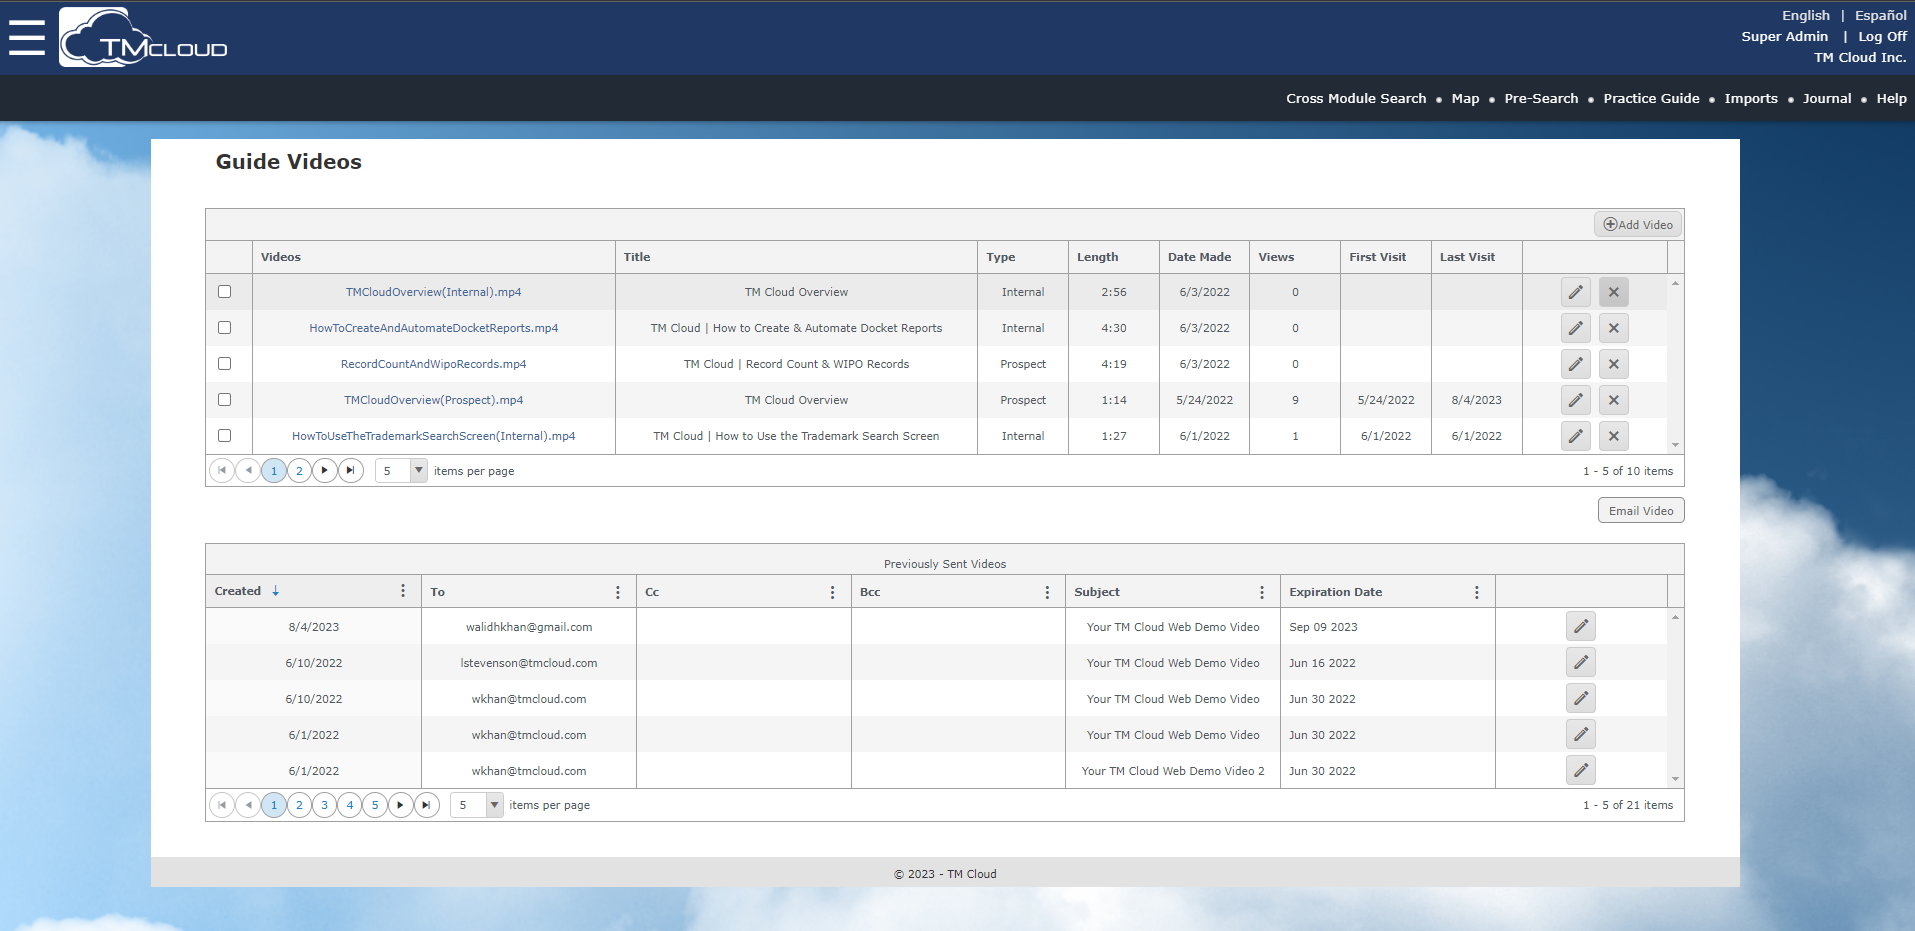 English | Español
TMCLOUD
Super Admin | Log Off
TM Cloud Inc.
Cross Module Search • Map • Pre-Search • Practice Guide • Imports • Journal • Help
Guide Videos
Add Video
Videos Title Type Length Date Made Views First Visit Last Visit
TMCloudOverview(Internal).mp4 TM Cloud Overview Internal 2:56 6/3/2022 0
HowToCreateAndAutomateDocketReports.mp4 TM Cloud | How to Create & Automate Docket Reports Internal 4:30 6/3/2022 0
RecordCountAndWipoRecords.mp4 TM Cloud | Record Count & WIPO Records Prospect 4:19 6/3/2022 0
TMCloudOverview(Prospect).mp4 TM Cloud Overview Prospect 1:14 5/24/2022 9 5/24/2022 8/4/2023
HowToUseTheTrademarkSearchScreen(Internal).mp4 TM Cloud | How to Use the Trademark Search Screen Internal 1:27 6/1/2022 1 6/1/2022 6/1/2022
1 2 5 items per page 1 - 5 of 10 items
Email Video
Previously Sent Videos
Created To Cc Bcc Subject Expiration Date
8/4/2023 walidhkhan@gmail.com Your TM Cloud Web Demo Video Sep 09 2023
6/10/2022 lstevenson@tmcloud.com Your TM Cloud Web Demo Video Jun 16 2022
6/10/2022 wkhan@tmcloud.com Your TM Cloud Web Demo Video Jun 30 2022
6/1/2022 wkhan@tmcloud.com Your TM Cloud Web Demo Video Jun 30 2022
6/1/2022 wkhan@tmcloud.com Your TM Cloud Web Demo Video 2 Jun 30 2022
1 2 3 4 5 5 items per page 1 - 5 of 21 items
© 2023 - TM Cloud